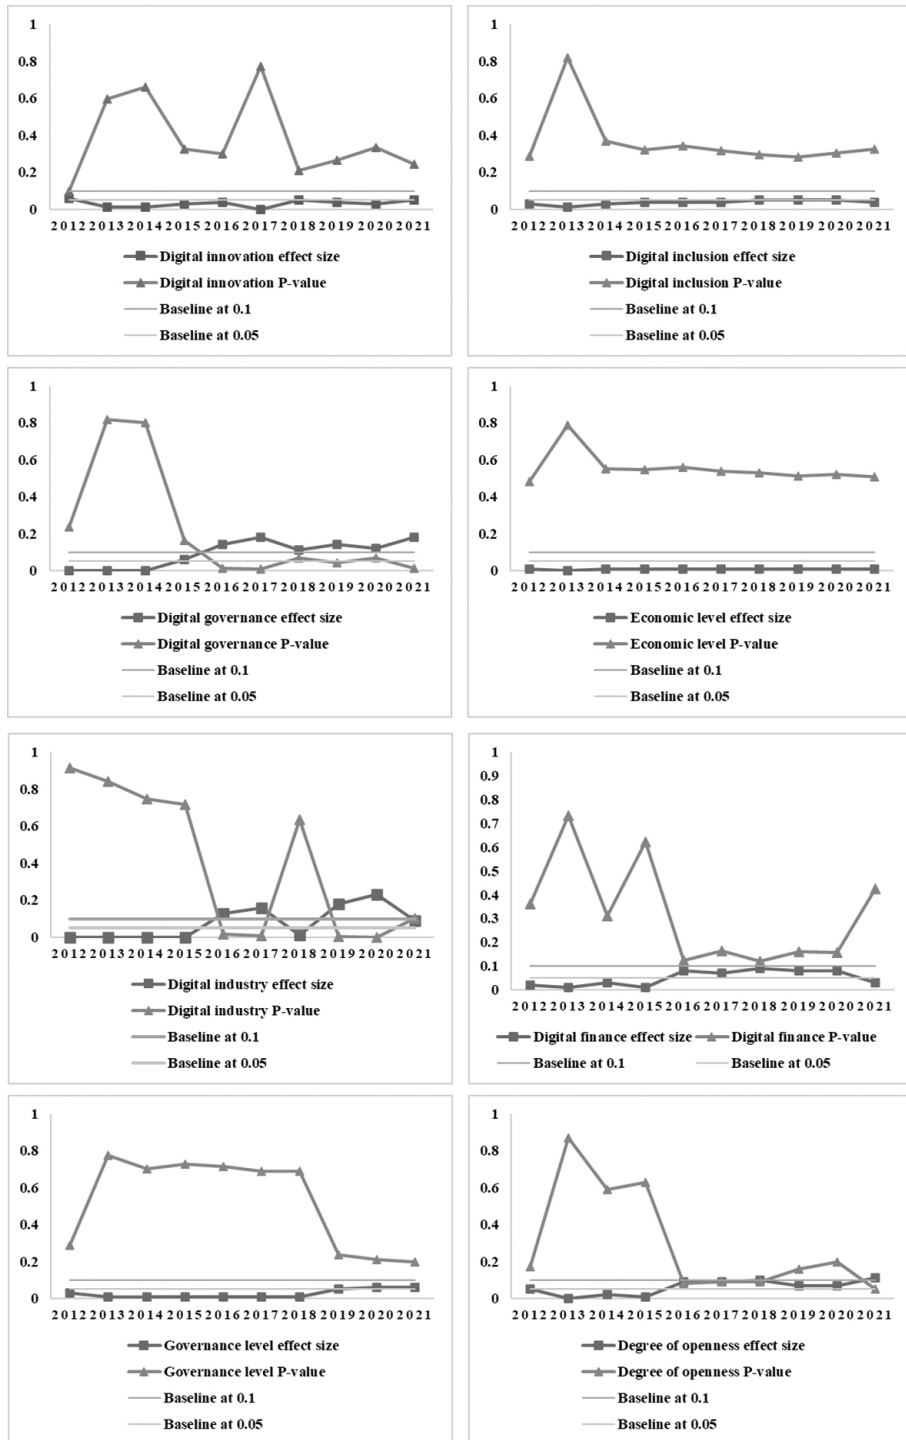 1
0.8
0.6
0.4
0.2
0
2012 2013 2014 2015 2016 2017 2018 2019 2020 2021
Digital innovation effect size
Digital innovation P-value
Baseline at 0.1
Baseline at 0.05
1
0.8
0.6
0.4
0.2
0
2012 2013 2014 2015 2016 2017 2018 2019 2020 2021
Digital inclusion effect size
Digital inclusion P-value
Baseline at 0.1
Baseline at 0.05
1
0.8
0.6
0.4
0.2
0
2012 2013 2014 2015 2016 2017 2018 2019 2020 2021
Digital governance effect size
Digital governance P-value
Baseline at 0.1
Baseline at 0.05
1
0.8
0.6
0.4
0.2
0
2012 2013 2014 2015 2016 2017 2018 2019 2020 2021
Economic level effect size
Economic level P-value
Baseline at 0.1
Baseline at 0.05
1
0.8
0.6
0.4
0.2
0
2012 2013 2014 2015 2016 2017 2018 2019 2020 2021
Digital industry effect size
Digital industry P-value
Baseline at 0.1
Baseline at 0.05
1
0.9
0.8
0.7
0.6
0.5
0.4
0.3
0.2
0.1
0
2012 2013 2014 2015 2016 2017 2018 2019 2020 2021
Digital finance effect size Digital finance P-value
Baseline at 0.1 Baseline at 0.05
1
0.8
0.6
0.4
0.2
0
2012 2013 2014 2015 2016 2017 2018 2019 2020 2021
Governance level effect size
Governance level P-value
Baseline at 0.1
Baseline at 0.05
1
0.8
0.6
0.4
0.2
0
2012 2013 2014 2015 2016 2017 2018 2019 2020 2021
Degree of openness effect size
Degree of openness P-value
Baseline at 0.1
Baseline at 0.05